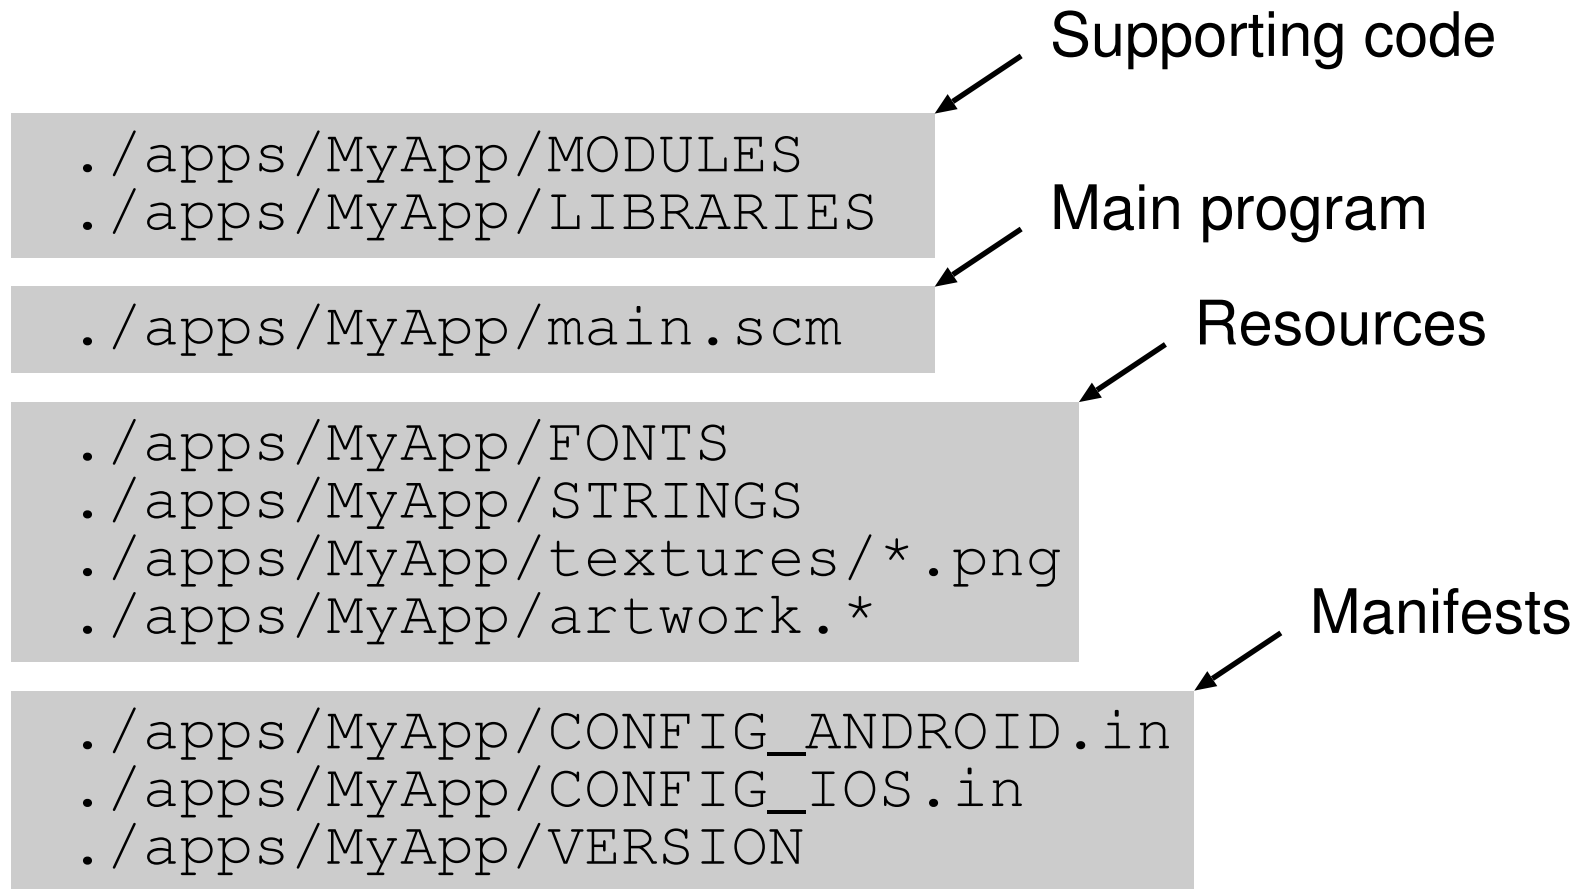 Supporting code
./apps/MyApp/MODULES
./apps/MyApp/LIBRARIES
Main program
./apps/MyApp/main.scm
Resources
./apps/MyApp/FONTS
./apps/MyApp/STRINGS
./apps/MyApp/textures/*.png
./apps/MyApp/artwork.*
Manifests
./apps/MyApp/CONFIG_ANDROID.in
./apps/MyApp/CONFIG_IOS.in
./apps/MyApp/VERSION